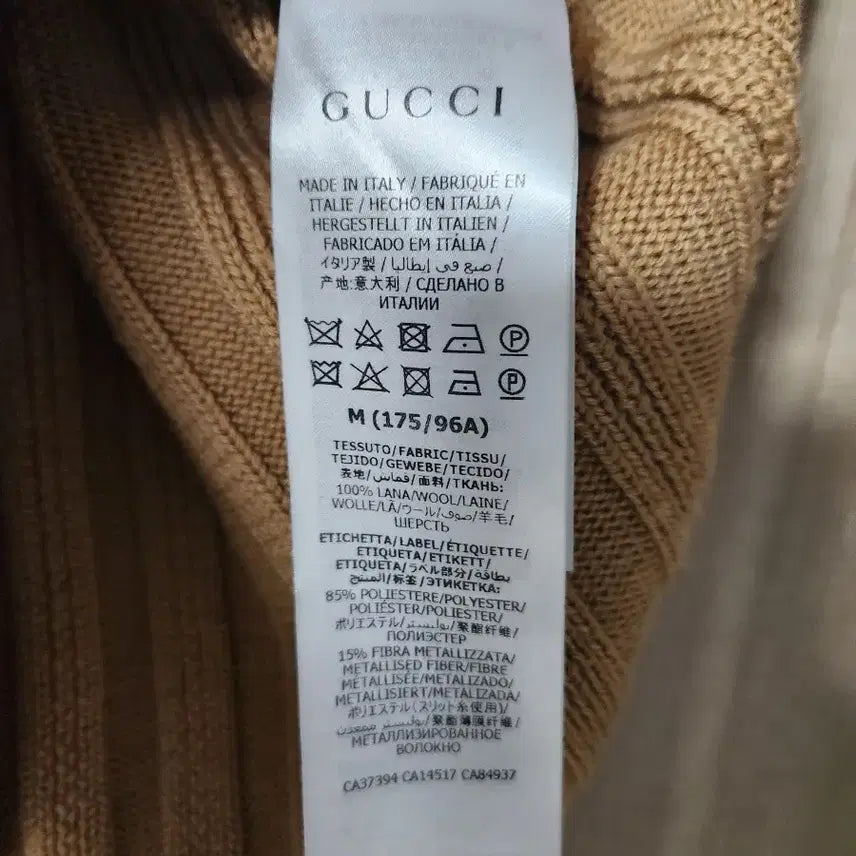 GUCCI
MADE IN ITALY / FABRIQUÉ EN
ITALIE / HECHO EN ITALIA /
HERGESTELLT IN ITALIEN /
FABRICADO EM ITÁLIA /
イタリア製 / صنع في إيطاليا /
产地:意大利 / СДЕЛАНО В
ИТАЛИИ
P
P
M (175/96A)
TESSUTO/FABRIC/TISSU/
TEJIDO/GEWEBE/TECIDO/
表地/قماش/面料/ТКАНЬ:
100% LANA/WOOL/LAINE/
WOLLE/LÃ/ウール/صوف/羊毛/
ШЕРСТЬ
ETICHETTA/LABEL/ÉTIQUETTE/
ETIQUETA/ETIKETT/
ETIQUETA/ラベル部分/بطاقة
المنتج/标签/ЭТИКЕТКА:
85% POLIESTERE/POLYESTER/
POLIÉSTER/POLIESTER/
ポリエステル/بوليستر/聚酯纤维/
ПОЛИЭСТЕР
15% FIBRA METALLIZZATA/
METALLISED FIBER/FIBRE
MÉTALLISÉE/METALIZADO/
METALLISIERT/METALIZADA/
ポリエステル(スリット糸使用)/
بوليستر ممعدن/聚酯薄膜纤维/
МЕТАЛЛИЗИРОВАННОЕ
ВОЛОКНО
CA37394 CA14517 CA84937